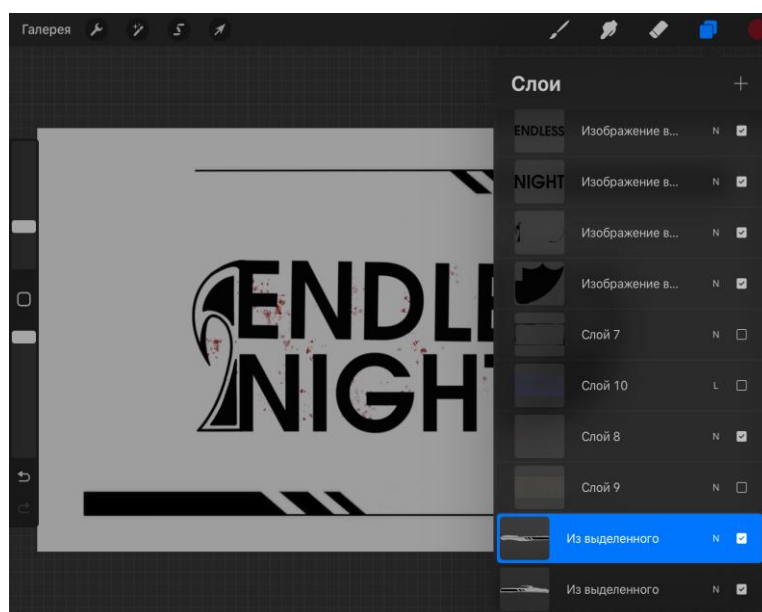 Галерея
Слои
ENDLESS Изображение в... N
NIGHT Изображение в... N
Изображение в... N
Изображение в... N
Слой 7 N
Слой 10 L
Слой 8 N
Слой 9 N
Из выделенного N
Из выделенного N
ENDLE
NIGHT